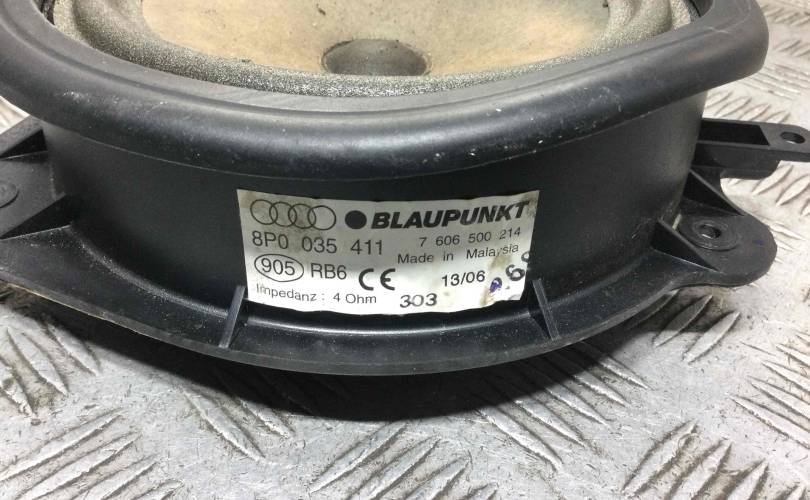 BLAUPUNKT
8P0 035 411 7 606 500 214
Made in Malaysia
905 RB6 CE 13/06
Impedanz : 4 Ohm 303